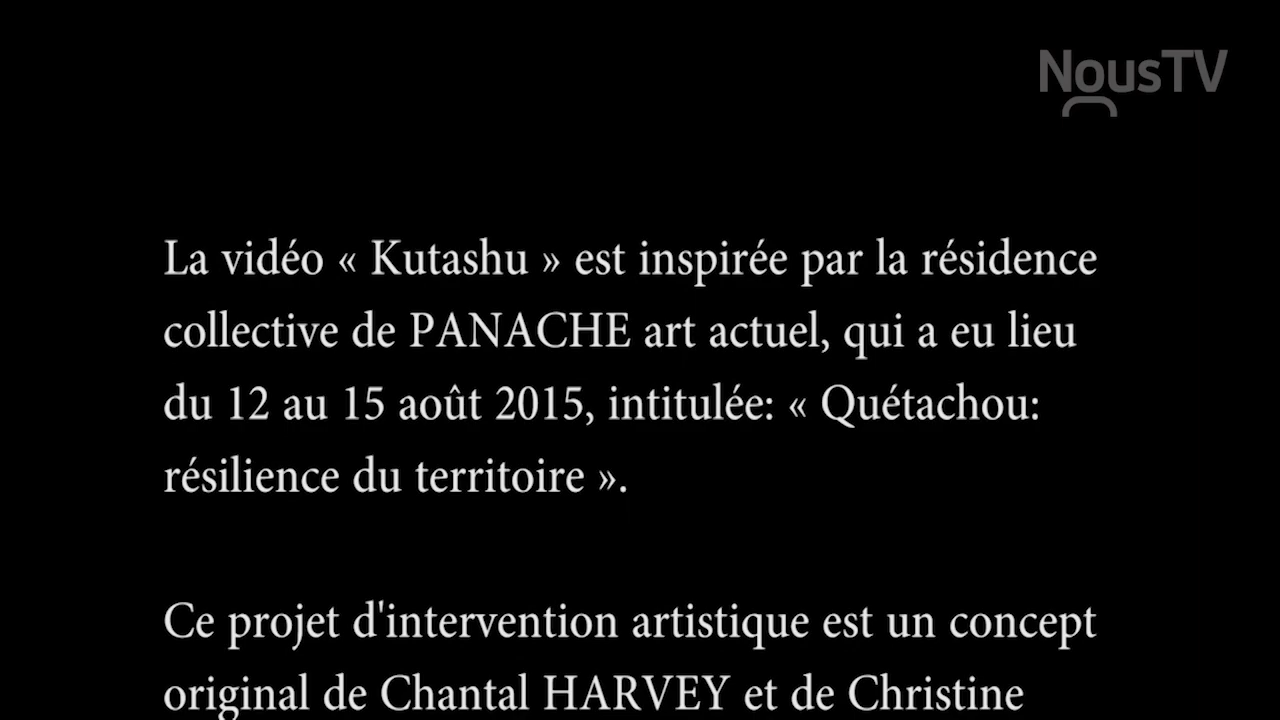 NousTV
La vidéo « Kutashu » est inspirée par la résidence
collective de PANACHE art actuel, qui a eu lieu
du 12 au 15 août 2015, intitulée: « Quétachou:
résilience du territoire ».
Ce projet d'intervention artistique est un concept
original de Chantal HARVEY et de Christine